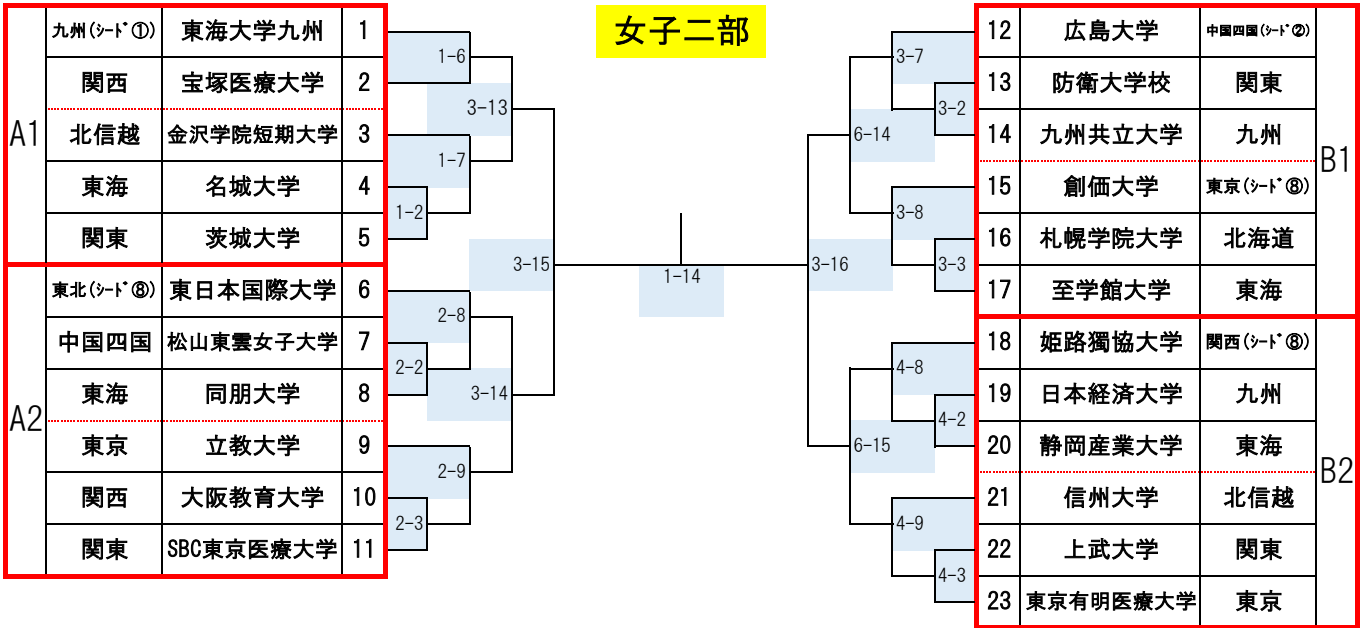 女子二部
A1
九州(ｼｰﾄﾞ①) 東海大学九州 1
関西 宝塚医療大学 2
北信越 金沢学院短期大学 3
東海 名城大学 4
関東 茨城大学 5
A2
東北(ｼｰﾄﾞ⑧) 東日本国際大学 6
中国四国 松山東雲女子大学 7
東海 同朋大学 8
東京 立教大学 9
関西 大阪教育大学 10
関東 SBC東京医療大学 11
1-6
3-13
1-7
1-2
3-15
2-8
2-2
3-14
2-9
2-3
1-14
3-7
3-2
6-14
3-8
3-3
3-16
4-8
4-2
6-15
4-9
4-3
12 広島大学 中国四国(ｼｰﾄﾞ②)
13 防衛大学校 関東
14 九州共立大学 九州
15 創価大学 東京(ｼｰﾄﾞ⑧)
16 札幌学院大学 北海道
17 至学館大学 東海
B1
18 姫路獨協大学 関西(ｼｰﾄﾞ⑧)
19 日本経済大学 九州
20 静岡産業大学 東海
21 信州大学 北信越
22 上武大学 関東
23 東京有明医療大学 東京
B2